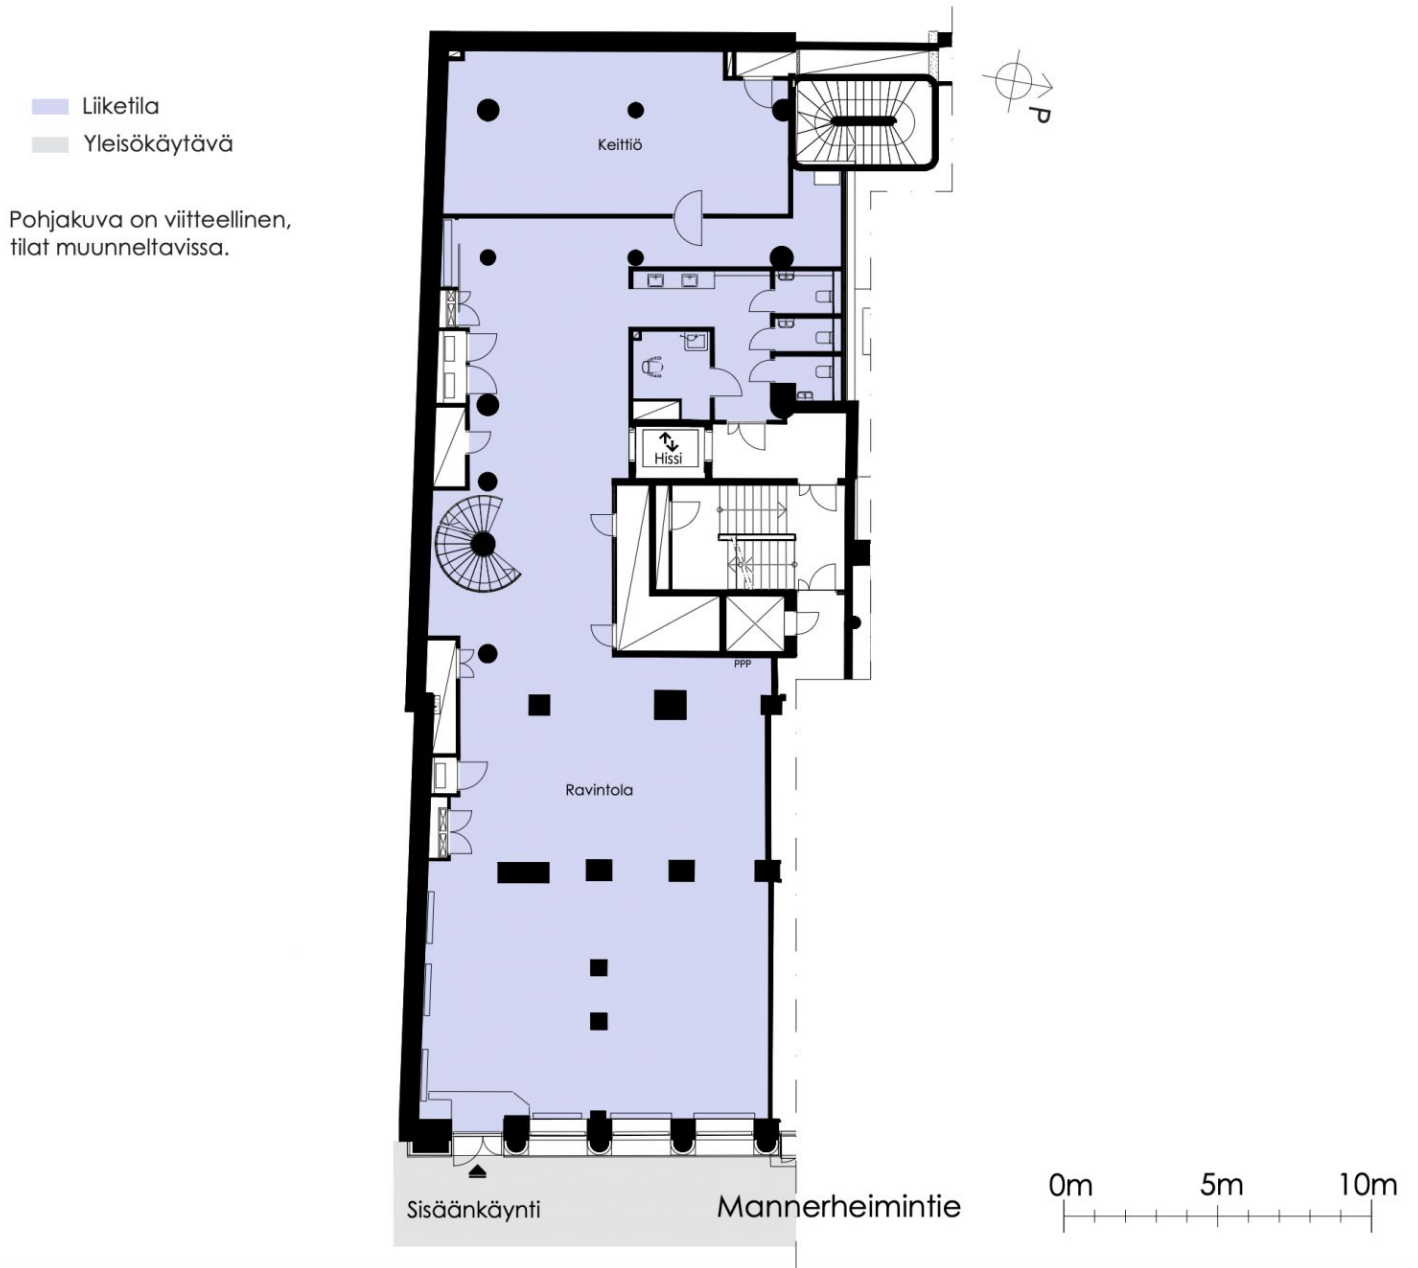 Liiketila
Yleisökäytävä
Pohjakuva on viitteellinen,
tilat muunneltavissa.
P
Keittiö
Hissi
PPP
Ravintola
Sisäänkäynti
Mannerheimintie
0m 5m 10m